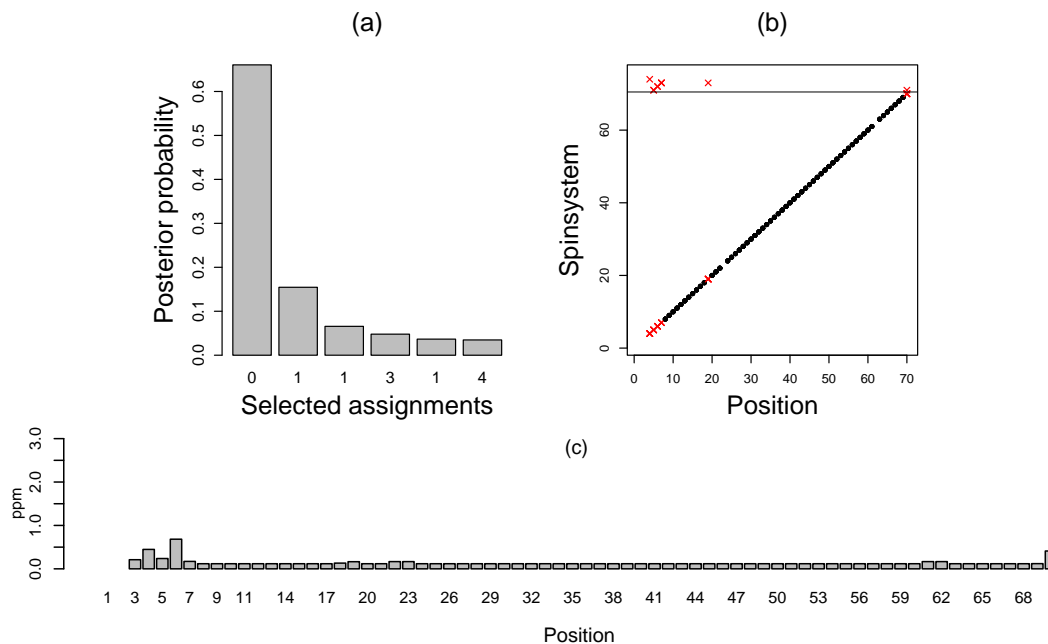 (a)
Posterior probability
0.0 0.1 0.2 0.3 0.4 0.5 0.6
0 1 1 3 1 4
Selected assignments
(b)
Spinsystem
0 20 40 60
0 10 20 30 40 50 60 70
Position
(c)
ppm
0.0 1.0 2.0 3.0
1 3 5 7 9 11 14 17 20 23 26 29 32 35 38 41 44 47 50 53 56 59 62 65 68
Position